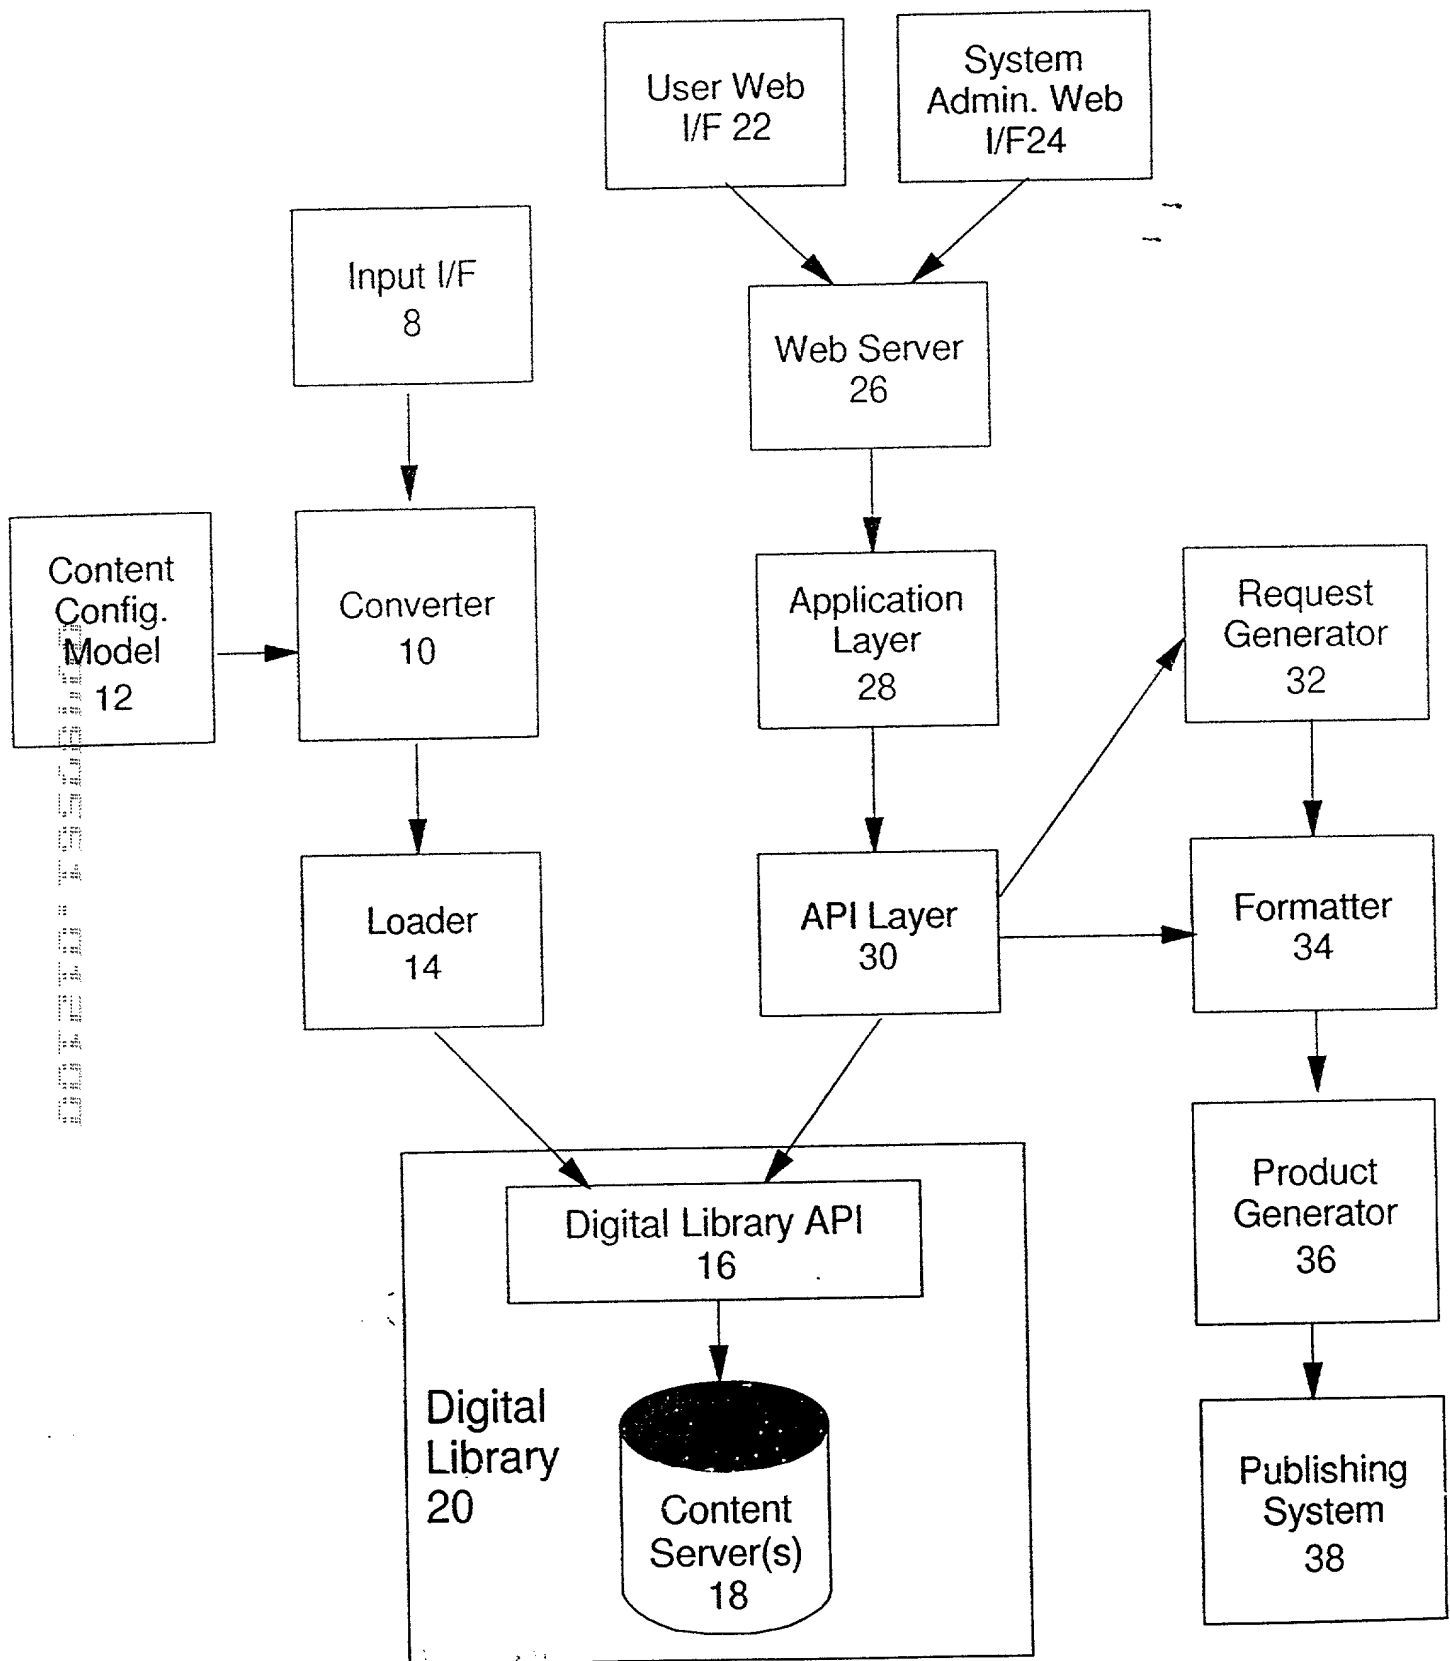 User Web
I/F 22
System
Admin. Web
I/F24
Input I/F
8
Web Server
26
Content
Config.
Model
12
Converter
10
Application
Layer
28
Request
Generator
32
Loader
14
API Layer
30
Formatter
34
Digital Library API
16
Product
Generator
36
Digital
Library
20
Content
Server(s)
18
Publishing
System
38